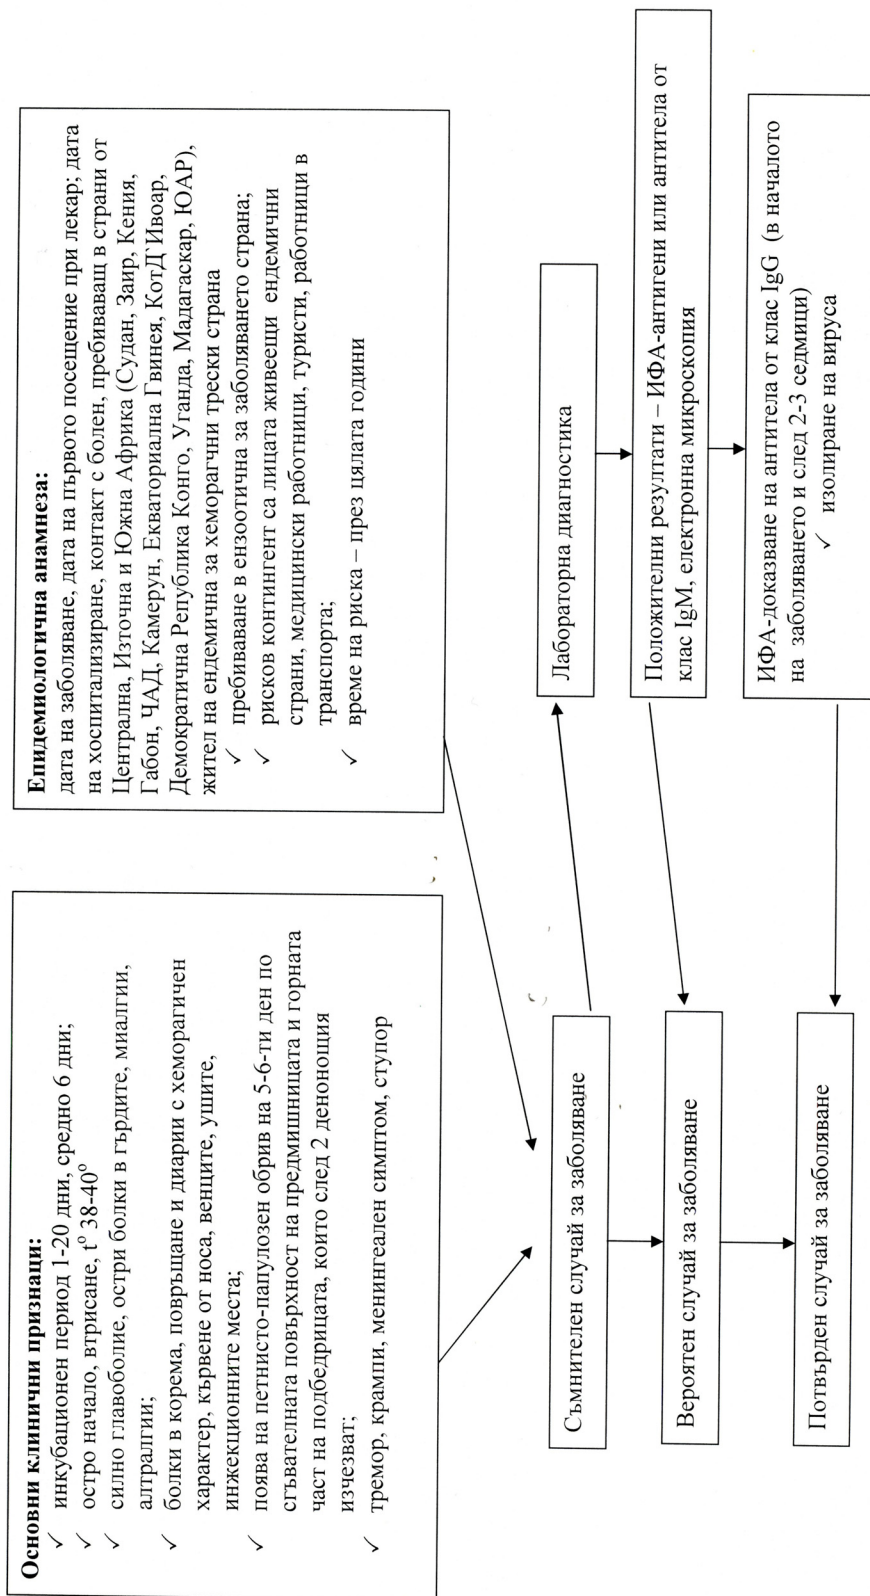 Основни клинични признаци:
✓ инкубационен период 1-20 дни, средно 6 дни;
✓ остро начало, втрисане, t° 38-40°
✓ силно главоболие, остри болки в гърдите, миалгии,
алтралгии;
✓ болки в корема, повръщане и диарии с хеморагичен
характер, кървене от носа, венците, ушите,
инжекционните места;
✓ поява на петнисто-папулозен обрив на 5-6-ти ден по
сгъвателната повърхност на предмишницата и горната
част на подбедрицата, които след 2 денонощия
изчезват;
✓ тремор, крампи, менингеален симптом, ступор
Епидемиологична анамнеза:
дата на заболяване, дата на първото посещение при лекар; дата
на хоспитализиране, контакт с болен, пребиваващ в страни от
Централна, Източна и Южна Африка (Судан, Заир, Кения,
Габон, ЧАД, Камерун, Екваториална Гвинея, КотД`Ивоар,
Демократична Република Конго, Уганда, Мадагаскар, ЮАР),
жител на ендемична за хеморагчни трески страна
✓ пребиваване в ензоотична за заболяването страна;
✓ рисков контингент са лицата живеещи ендемични
страни, медицински работници, туристи, работници в
транспорта;
✓ време на риска – през цялата години
Съмнителен случай за заболяване
Лабораторна диагностика
Вероятен случай за заболяване
Положителни резултати – ИФА-антигени или антитела от
клас IgM, електронна микроскопия
Потвърден случай за заболяване
ИФА-доказване на антитела от клас IgG (в началото
на заболяването и след 2-3 седмици)
✓ изолиране на вируса